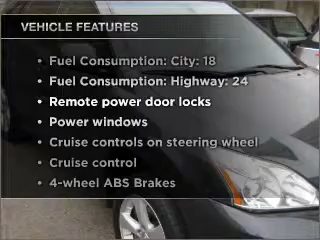 VEHICLE FEATURES
• Fuel Consumption: City: 18
• Fuel Consumption: Highway: 24
• Remote power door locks
• Power windows
• Cruise controls on steering wheel
• Cruise control
• 4-wheel ABS Brakes